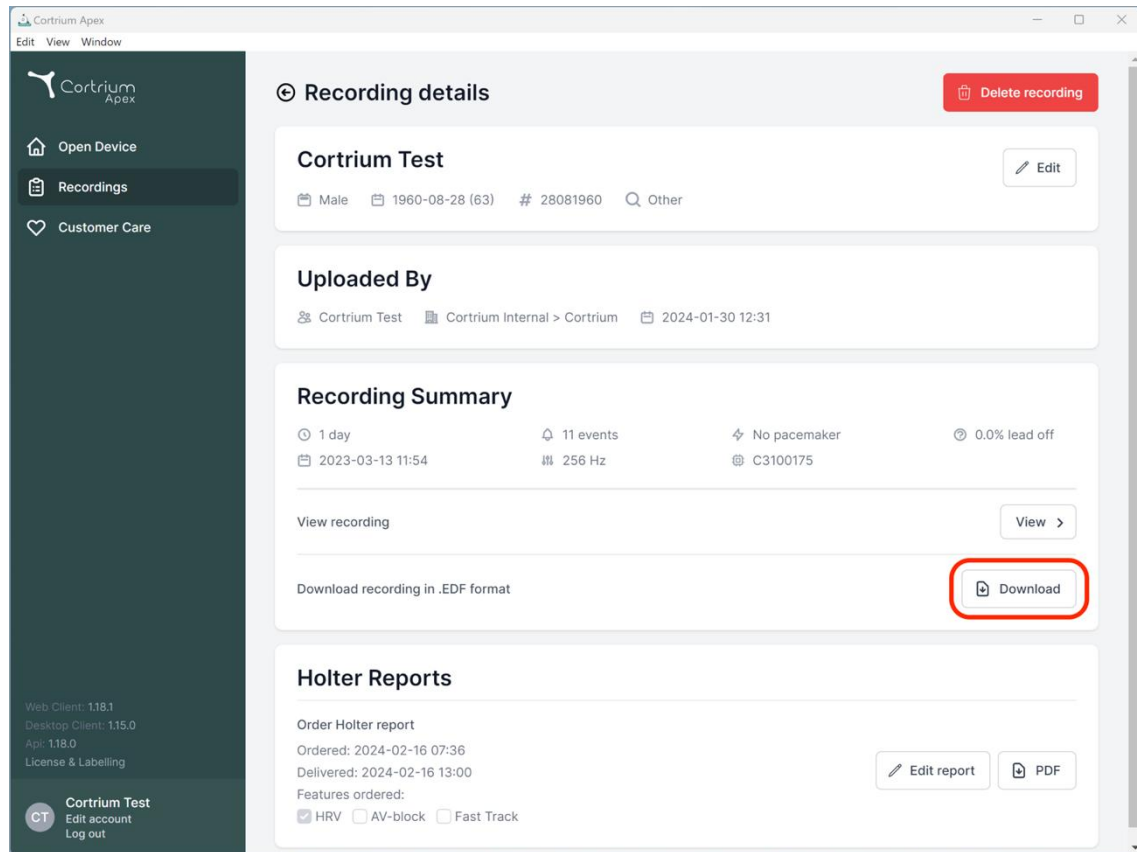 Cortrium Apex
Edit View Window
Cortrium
Apex
Open Device
Recordings
Customer Care
Web Client: 1.18.1
Desktop Client: 1.15.0
Api: 1.18.0
License & Labelling
CT
Cortrium Test
Edit account
Log out
Recording details
Delete recording
Cortrium Test
Edit
Male 1960-08-28 (63) # 28081960 Other
Uploaded By
Cortrium Test Cortrium Internal > Cortrium 2024-01-30 12:31
Recording Summary
1 day 11 events No pacemaker 0.0% lead off
2023-03-13 11:54 256 Hz C3100175
View recording View >
Download recording in .EDF format Download
Holter Reports
Order Holter report
Ordered: 2024-02-16 07:36
Delivered: 2024-02-16 13:00
Edit report PDF
Features ordered:
HRV AV-block Fast Track